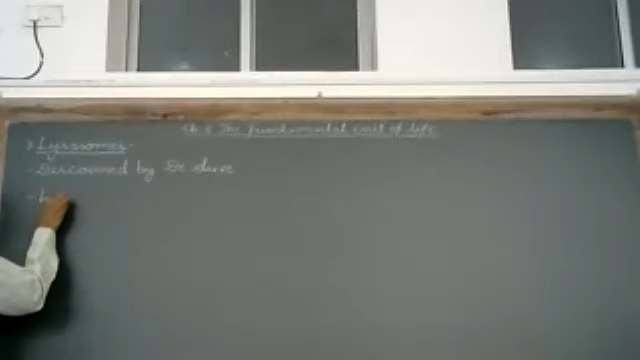 Ch 5 The fundamental unit of life
Lysosomes
- Discovered by De duve
-